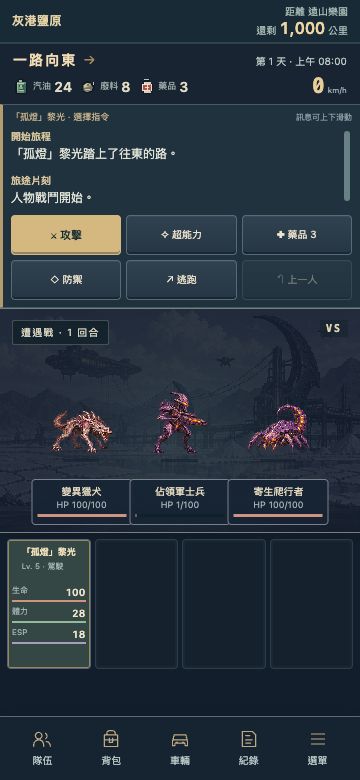 灰港鹽原
距離 遠山樂園
還剩 1,000 公里
一路向東 →
第 1 天 · 上午 08:00
汽油 24 廢料 8 藥品 3
0 km/h
「孤燈」黎光 · 選擇指令
訊息可上下滑動
開始旅程
「孤燈」黎光踏上了往東的路。
旅途片刻
人物戰鬥開始。
攻擊
超能力
藥品 3
防禦
逃跑
上一人
遭遇戰 · 1 回合
VS
變異獵犬
HP 100/100
佔領軍士兵
HP 1/100
寄生爬行者
HP 100/100
「孤燈」黎光
Lv. 5 · 駕駛
生命 100
體力 28
ESP 18
隊伍
背包
車輛
紀錄
選單